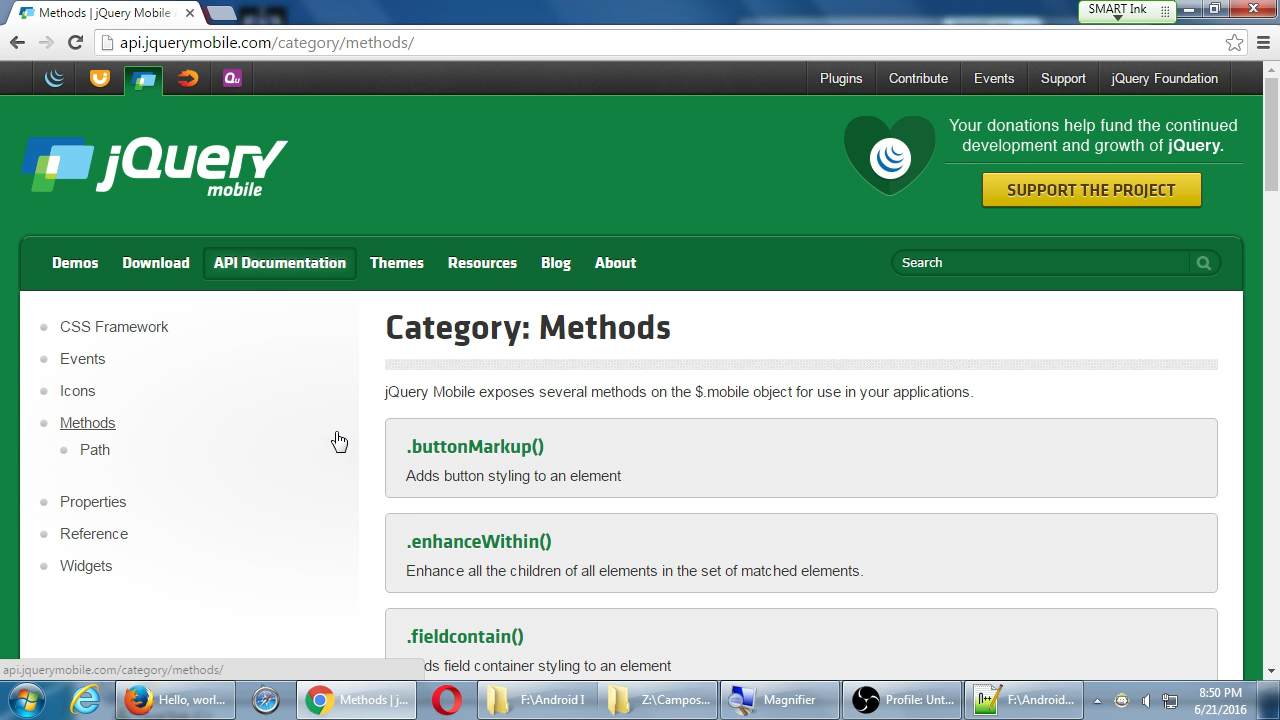 Methods | jQuery Mobile
SMART Ink
api.jquerymobile.com/category/methods/
Qu
Plugins
Contribute
Events
Support
jQuery Foundation
jQuery
mobile
Your donations help fund the continued
development and growth of jQuery.
SUPPORT THE PROJECT
Demos
Download
API Documentation
Themes
Resources
Blog
About
Search
CSS Framework
Events
Icons
Methods
Path
Properties
Reference
Widgets
Category: Methods
jQuery Mobile exposes several methods on the $.mobile object for use in your applications.
.buttonMarkup()
Adds button styling to an element
.enhanceWithin()
Enhance all the children of all elements in the set of matched elements.
.fieldcontain()
ds field container styling to an element
api.jquerymobile.com/category/methods/
Hello, worl...
Methods | j...
F:\Android I
Z:\Campos...
Magnifier
Profile: Unt...
F:\Android...
8:50 PM
6/21/2016